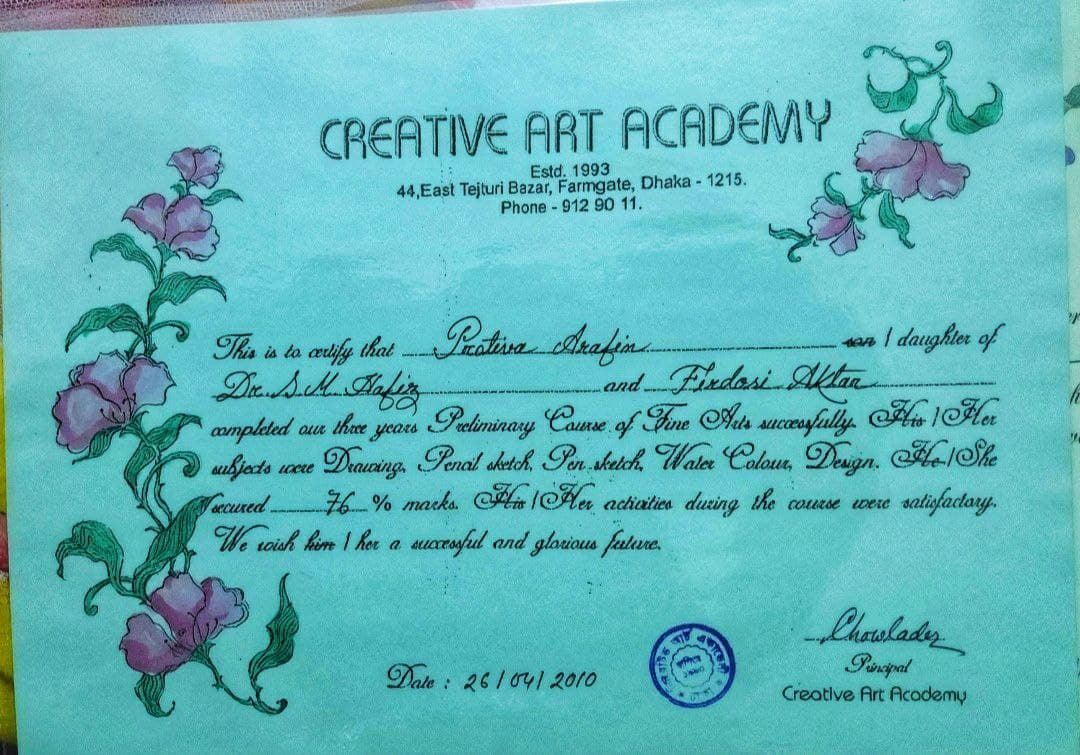 CREATIVE ART ACADEMY
Estd. 1993
44,East Tejturi Bazar, Farmgate, Dhaka - 1215.
Phone - 912 90 11.
This is to certify that Protiva Arafin son / daughter of
Dr. S. M. Hafiz and Firdosi Aktar
completed our three years Preliminary Course of Fine Arts successfully. His / Her
subjects were Drawing, Pencil sketch, Pen sketch, Water Colour, Design. He / She
secured 76 % marks. His / Her activities during the course were satisfactory.
We wish him / her a successful and glorious future.
Chowlader
Principal
Date : 26/04/2010
Creative Art Academy